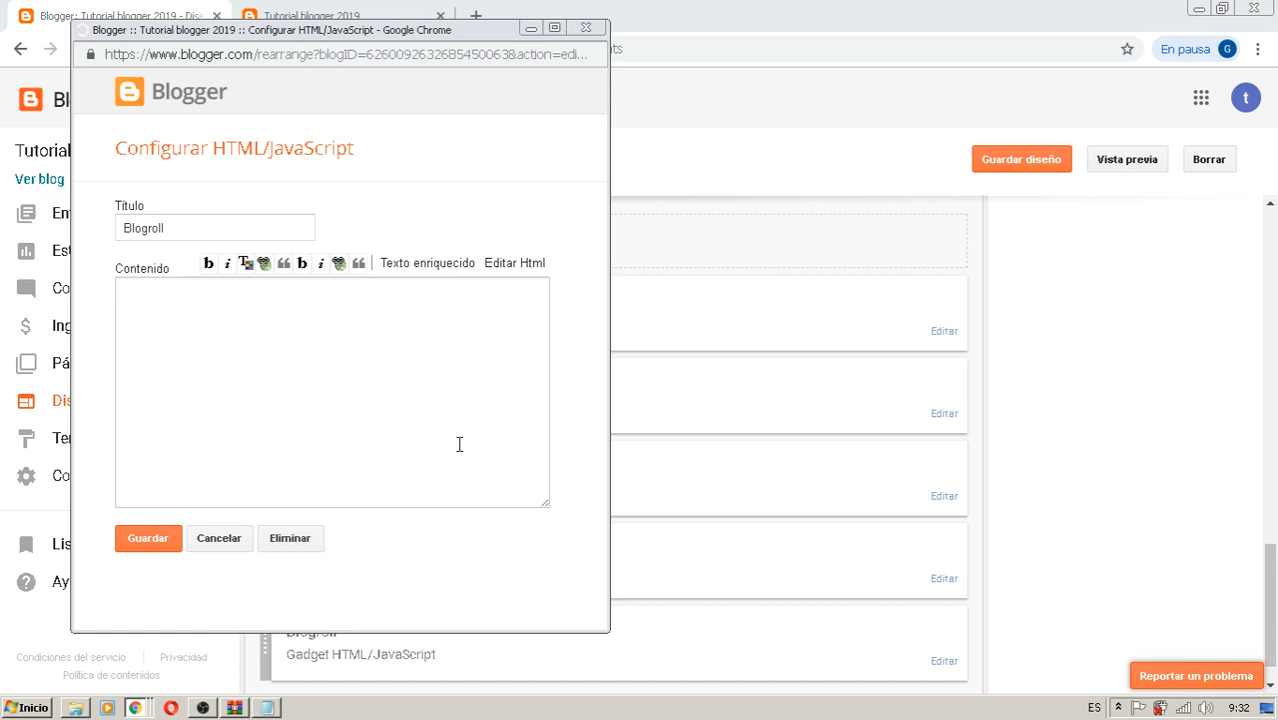 Blogger:: Tutorial blogger 2019 - Dise
Tutorial blogger 2019
Blogger :: Tutorial blogger 2019 :: Configurar HTML/JavaScript - Google Chrome
https://www.blogger.com/rearrange?blogID=6260092632685450063&action=edi...
ts
En pausa
G
Blogger
t
Tutorial
Ver blog
Configurar HTML/JavaScript
Guardar diseño
Vista previa
Borrar
Título
Blogroll
Contenido
b i T b i
Texto enriquecido
Editar Html
Editar
Editar
Editar
Editar
Guardar
Cancelar
Eliminar
Blogroll
Gadget HTML/JavaScript
Editar
Condiciones del servicio
Privacidad
Política de contenidos
Reportar un problema
Inicio
ES
9:32